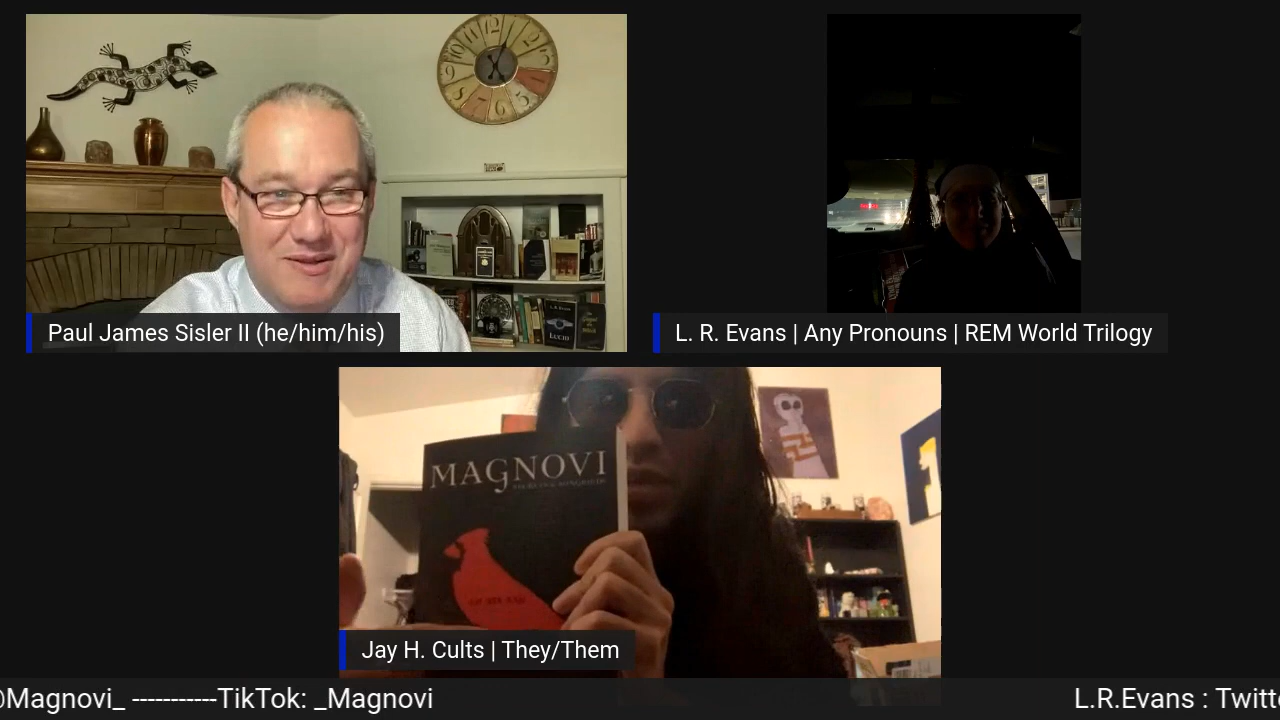 Paul James Sisler II (he/him/his)
L. R. Evans | Any Pronouns | REM World Trilogy
MAGNOVI
Jay H. Cults | They/Them
@Magnovi_ -----------TikTok: _Magnovi
L.R.Evans : Twitt